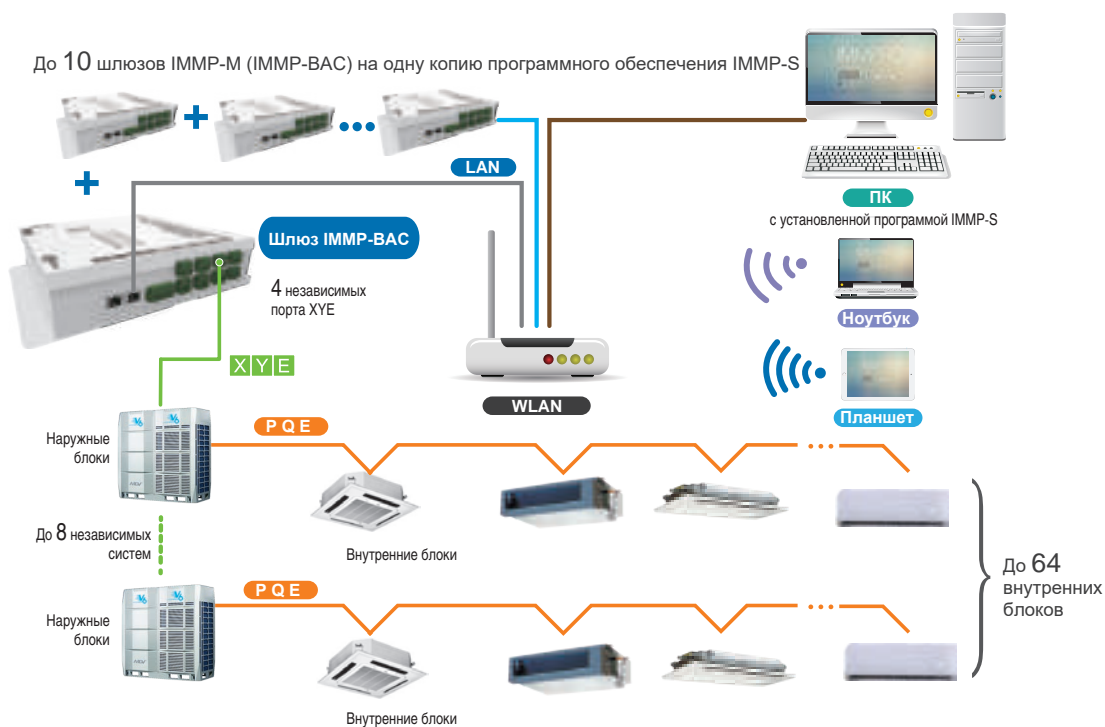 До 10 шлюзов IMMP-M (IMMP-BAC) на одну копию программного обеспечения IMMP-S
LAN
ПК
с установленной программой IMMP-S
Шлюз IMMP-BAC
4 независимых
порта XYE
Ноутбук
X Y E
WLAN
Планшет
Наружные
блоки
P Q E
До 8 независимых
систем
Внутренние блоки
До 64
внутренних
блоков
Наружные
блоки
P Q E
Внутренние блоки